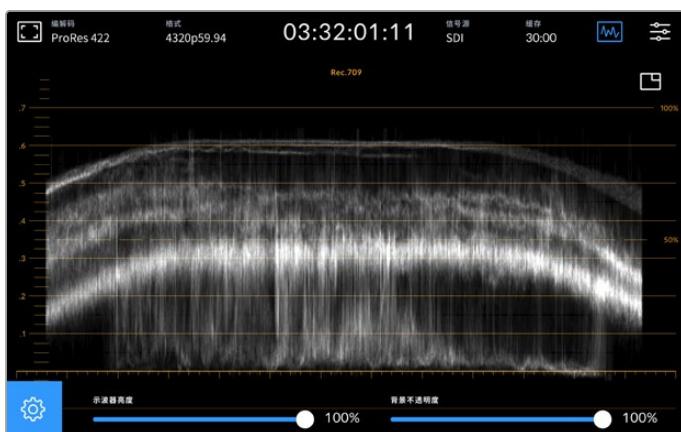 编解码
ProRes 422
格式
4320p59.94
03:32:01:11
信号源
SDI
缓存
30:00
Rec.709
.7
100%
.6
.5
.4
50%
.3
.2
.1
示波器亮度
100%
背景不透明度
100%